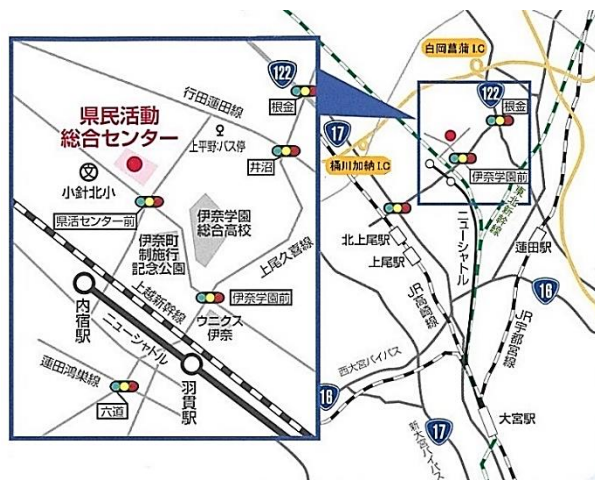 122
行田蓮田線
根金
県民活動
総合センター
上平野バス停
井沼
文
小針北小
県活センター前
伊奈学園
総合高校
伊奈町
制施行
記念公園
上尾久喜線
上越新幹線
伊奈学園前
ウニクス
伊奈
内宿駅
ニューシャトル
羽貫駅
蓮田鴻巣線
六道
白岡菖蒲I.C
122
根金
17
桶川加納I.C
伊奈学園前
東北新幹線
ニューシャトル
北上尾駅
上尾駅
蓮田駅
JR高崎線
16
JR宇都宮線
西大宮バイパス
16
大宮駅
17
新大宮バイパス